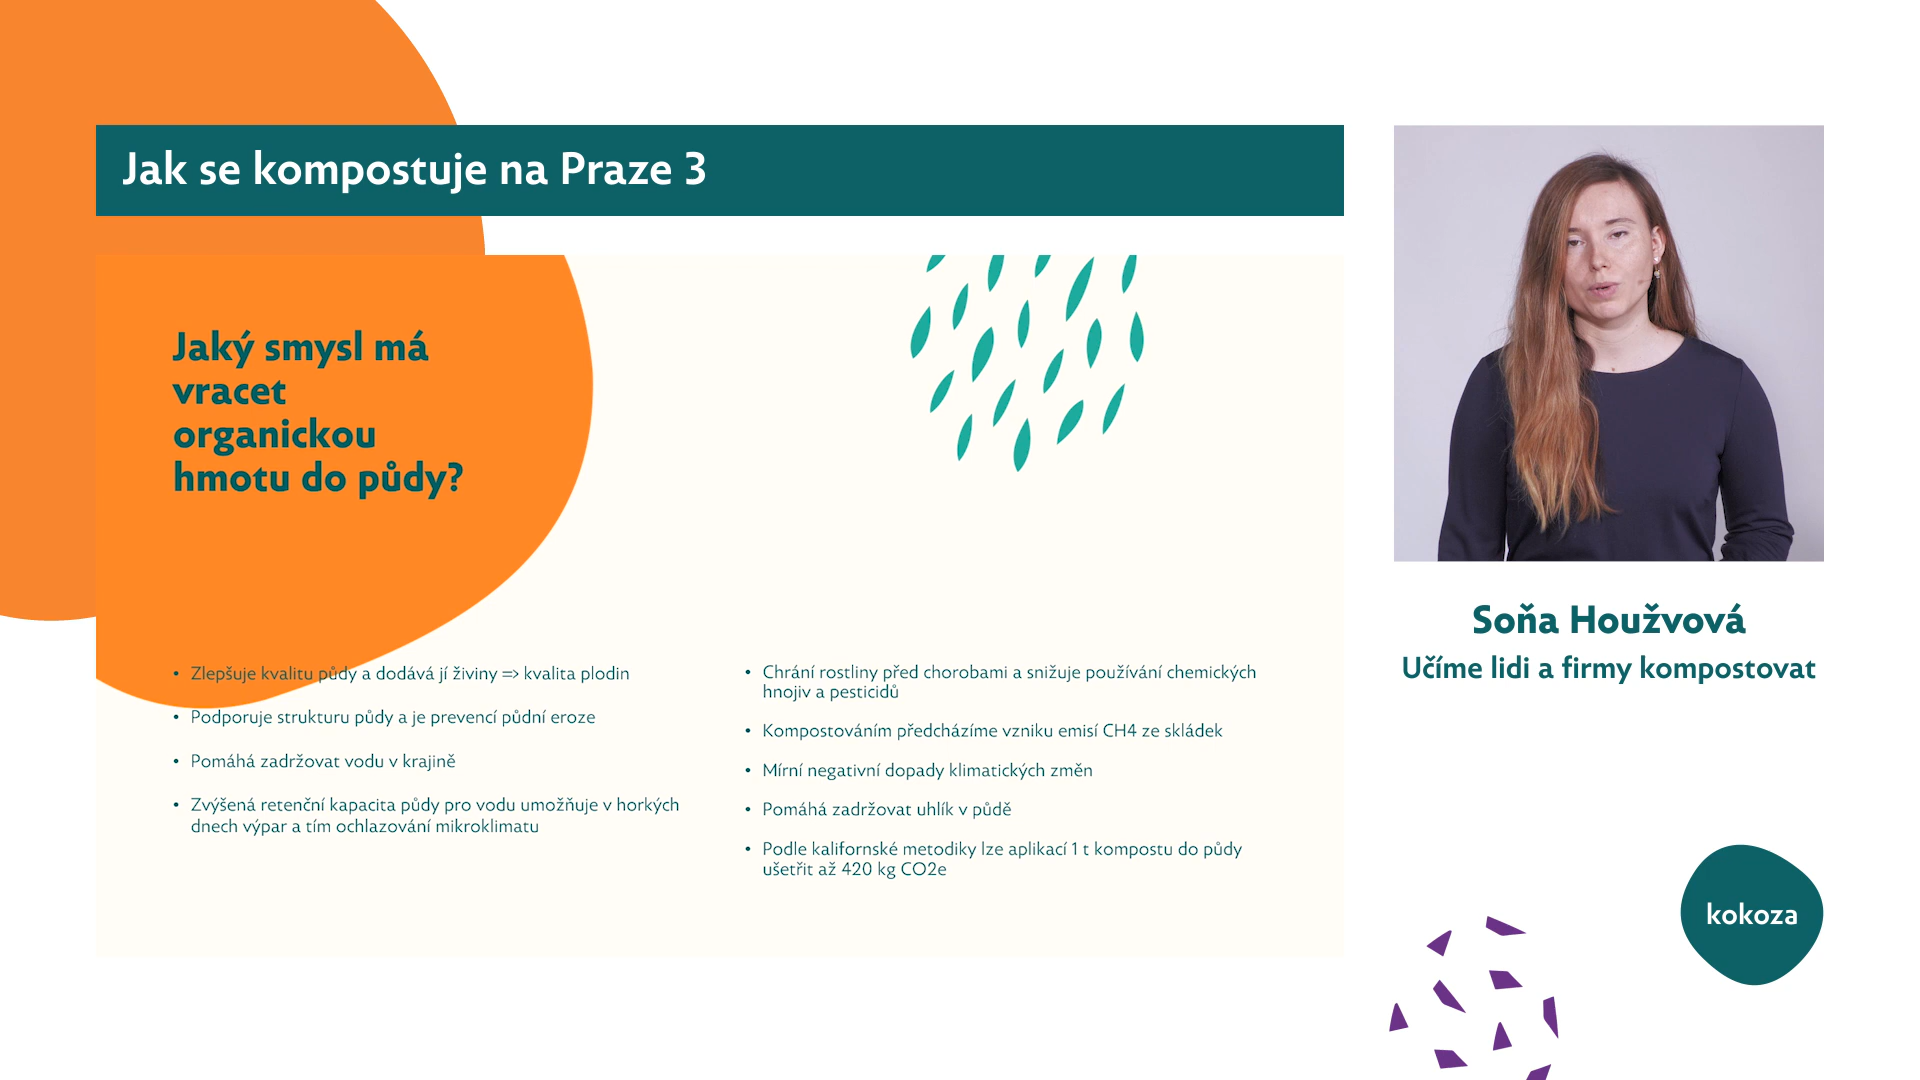 Jak se kompostuje na Praze 3
Jaký smysl má
vracet
organickou
hmotu do půdy?
• Zlepšuje kvalitu půdy a dodává jí živiny => kvalita plodin
• Podporuje strukturu půdy a je prevencí půdní eroze
• Pomáhá zadržovat vodu v krajině
• Zvýšená retenční kapacita půdy pro vodu umožňuje v horkých
dnech výpar a tím ochlazování mikroklimatu
• Chrání rostliny před chorobami a snižuje používání chemických
hnojiv a pesticidů
• Kompostováním předcházíme vzniku emisí CH4 ze skládek
• Mírní negativní dopady klimatických změn
• Pomáhá zadržovat uhlík v půdě
• Podle kalifornské metodiky lze aplikací 1 t kompostu do půdy
ušetřit až 420 kg CO2e
Soňa Houžvová
Učíme lidi a firmy kompostovat
kokoza